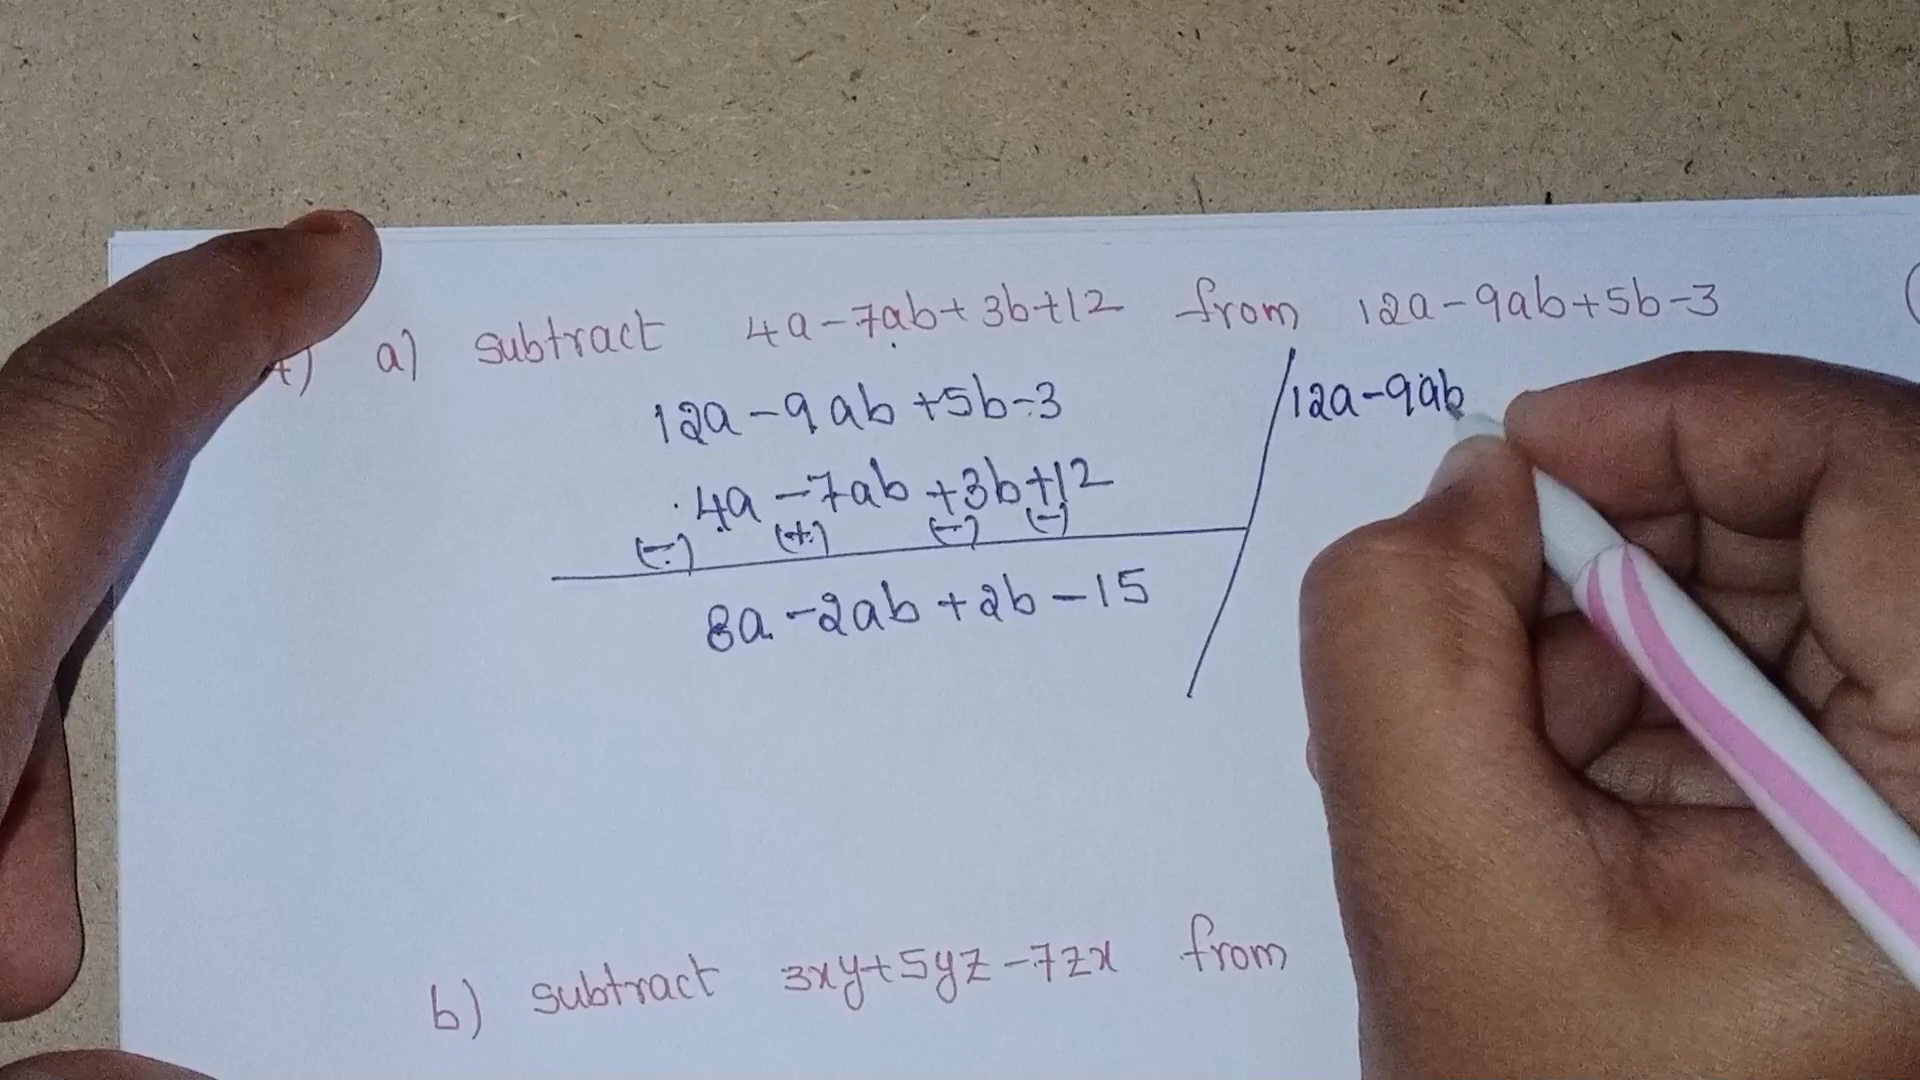 a) subtract 4a-7ab+3b+12 from 12a-9ab+5b-3
12a-9ab+5b-3
4a-7ab+3b+12
(-) (+) (-) (-)
8a-2ab+2b-15
12a-9ab
b) subtract 3xy+5yz-7zx from